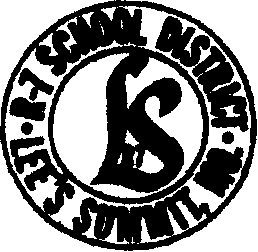 R-7 SCHOOL DISTRICT
LS
LEE'S SUMMIT, MO.